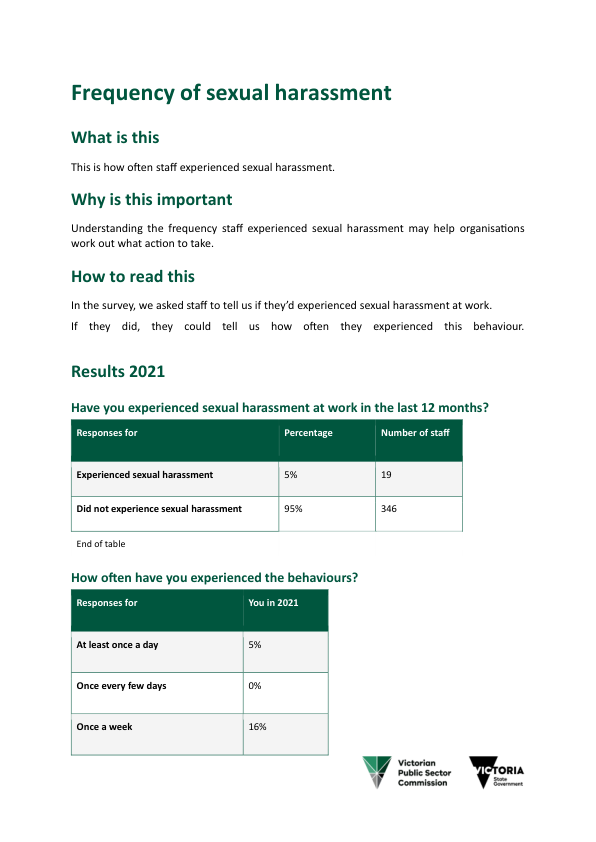 Frequency of sexual harassment
What is this
This is how often staff experienced sexual harassment.
Why is this important
Understanding the frequency staff experienced sexual harassment may help organisations
work out what action to take.
How to read this
In the survey, we asked staff to tell us if they’d experienced sexual harassment at work.
If they did, they could tell us how often they experienced this behaviour.
Results 2021
Have you experienced sexual harassment at work in the last 12 months?
Responses for Percentage Number of staff
Experienced sexual harassment 5% 19
Did not experience sexual harassment 95% 346
End of table
How often have you experienced the behaviours?
Responses for You in 2021
At least once a day 5%
Once every few days 0%
Once a week 16%
Victorian
Public Sector
Commission
VICTORIA
State
Government